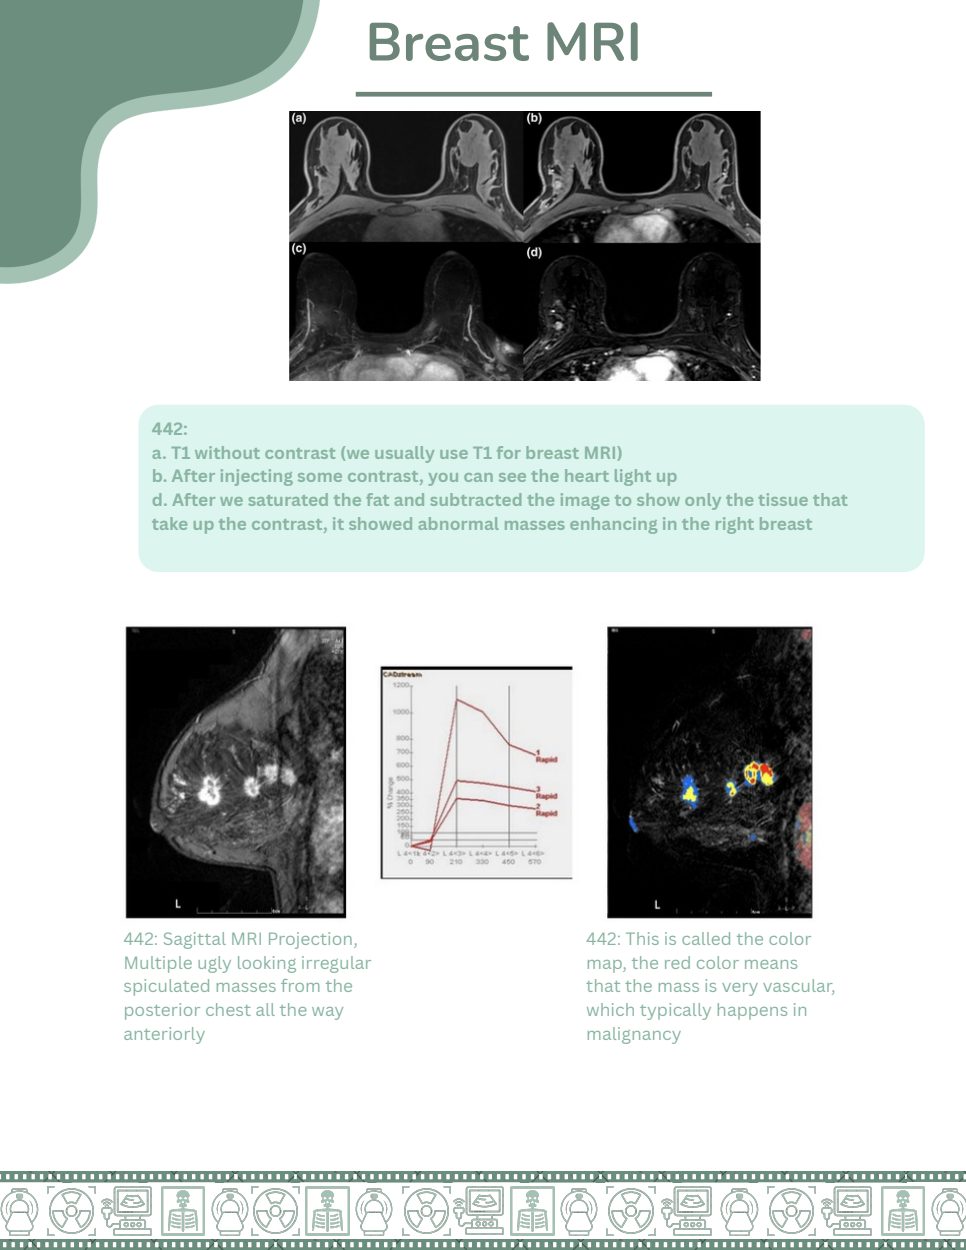 Breast MRI
(a)
(b)
(c)
(d)
442:
a. T1 without contrast (we usually use T1 for breast MRI)
b. After injecting some contrast, you can see the heart light up
d. After we saturated the fat and subtracted the image to show only the tissue that
take up the contrast, it showed abnormal masses enhancing in the right breast
S
L
CADstream
1200
1000
800
700
600
500
400
350
300
250
200
150
100
% Change
1
Rapid
3
Rapid
2
Rapid
0 90 210 330 450 570
S
L
442: Sagittal MRI Projection,
Multiple ugly looking irregular
spiculated masses from the
posterior chest all the way
anteriorly
442: This is called the color
map, the red color means
that the mass is very vascular,
which typically happens in
malignancy